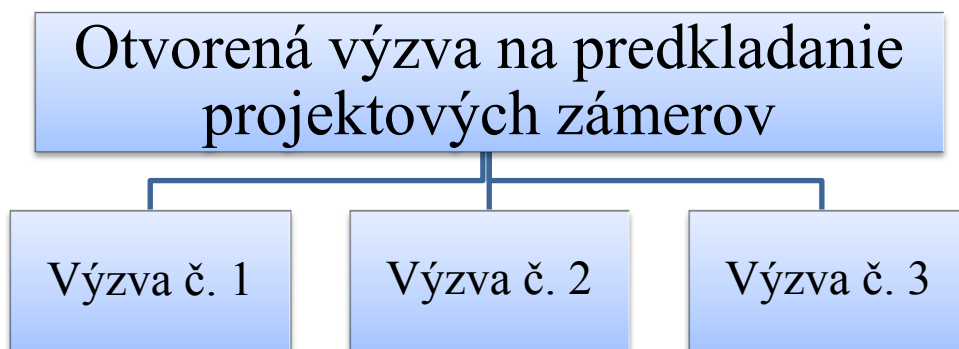 Otvorená výzva na predkladanie
projektových zámerov
Výzva č. 1
Výzva č. 2
Výzva č. 3